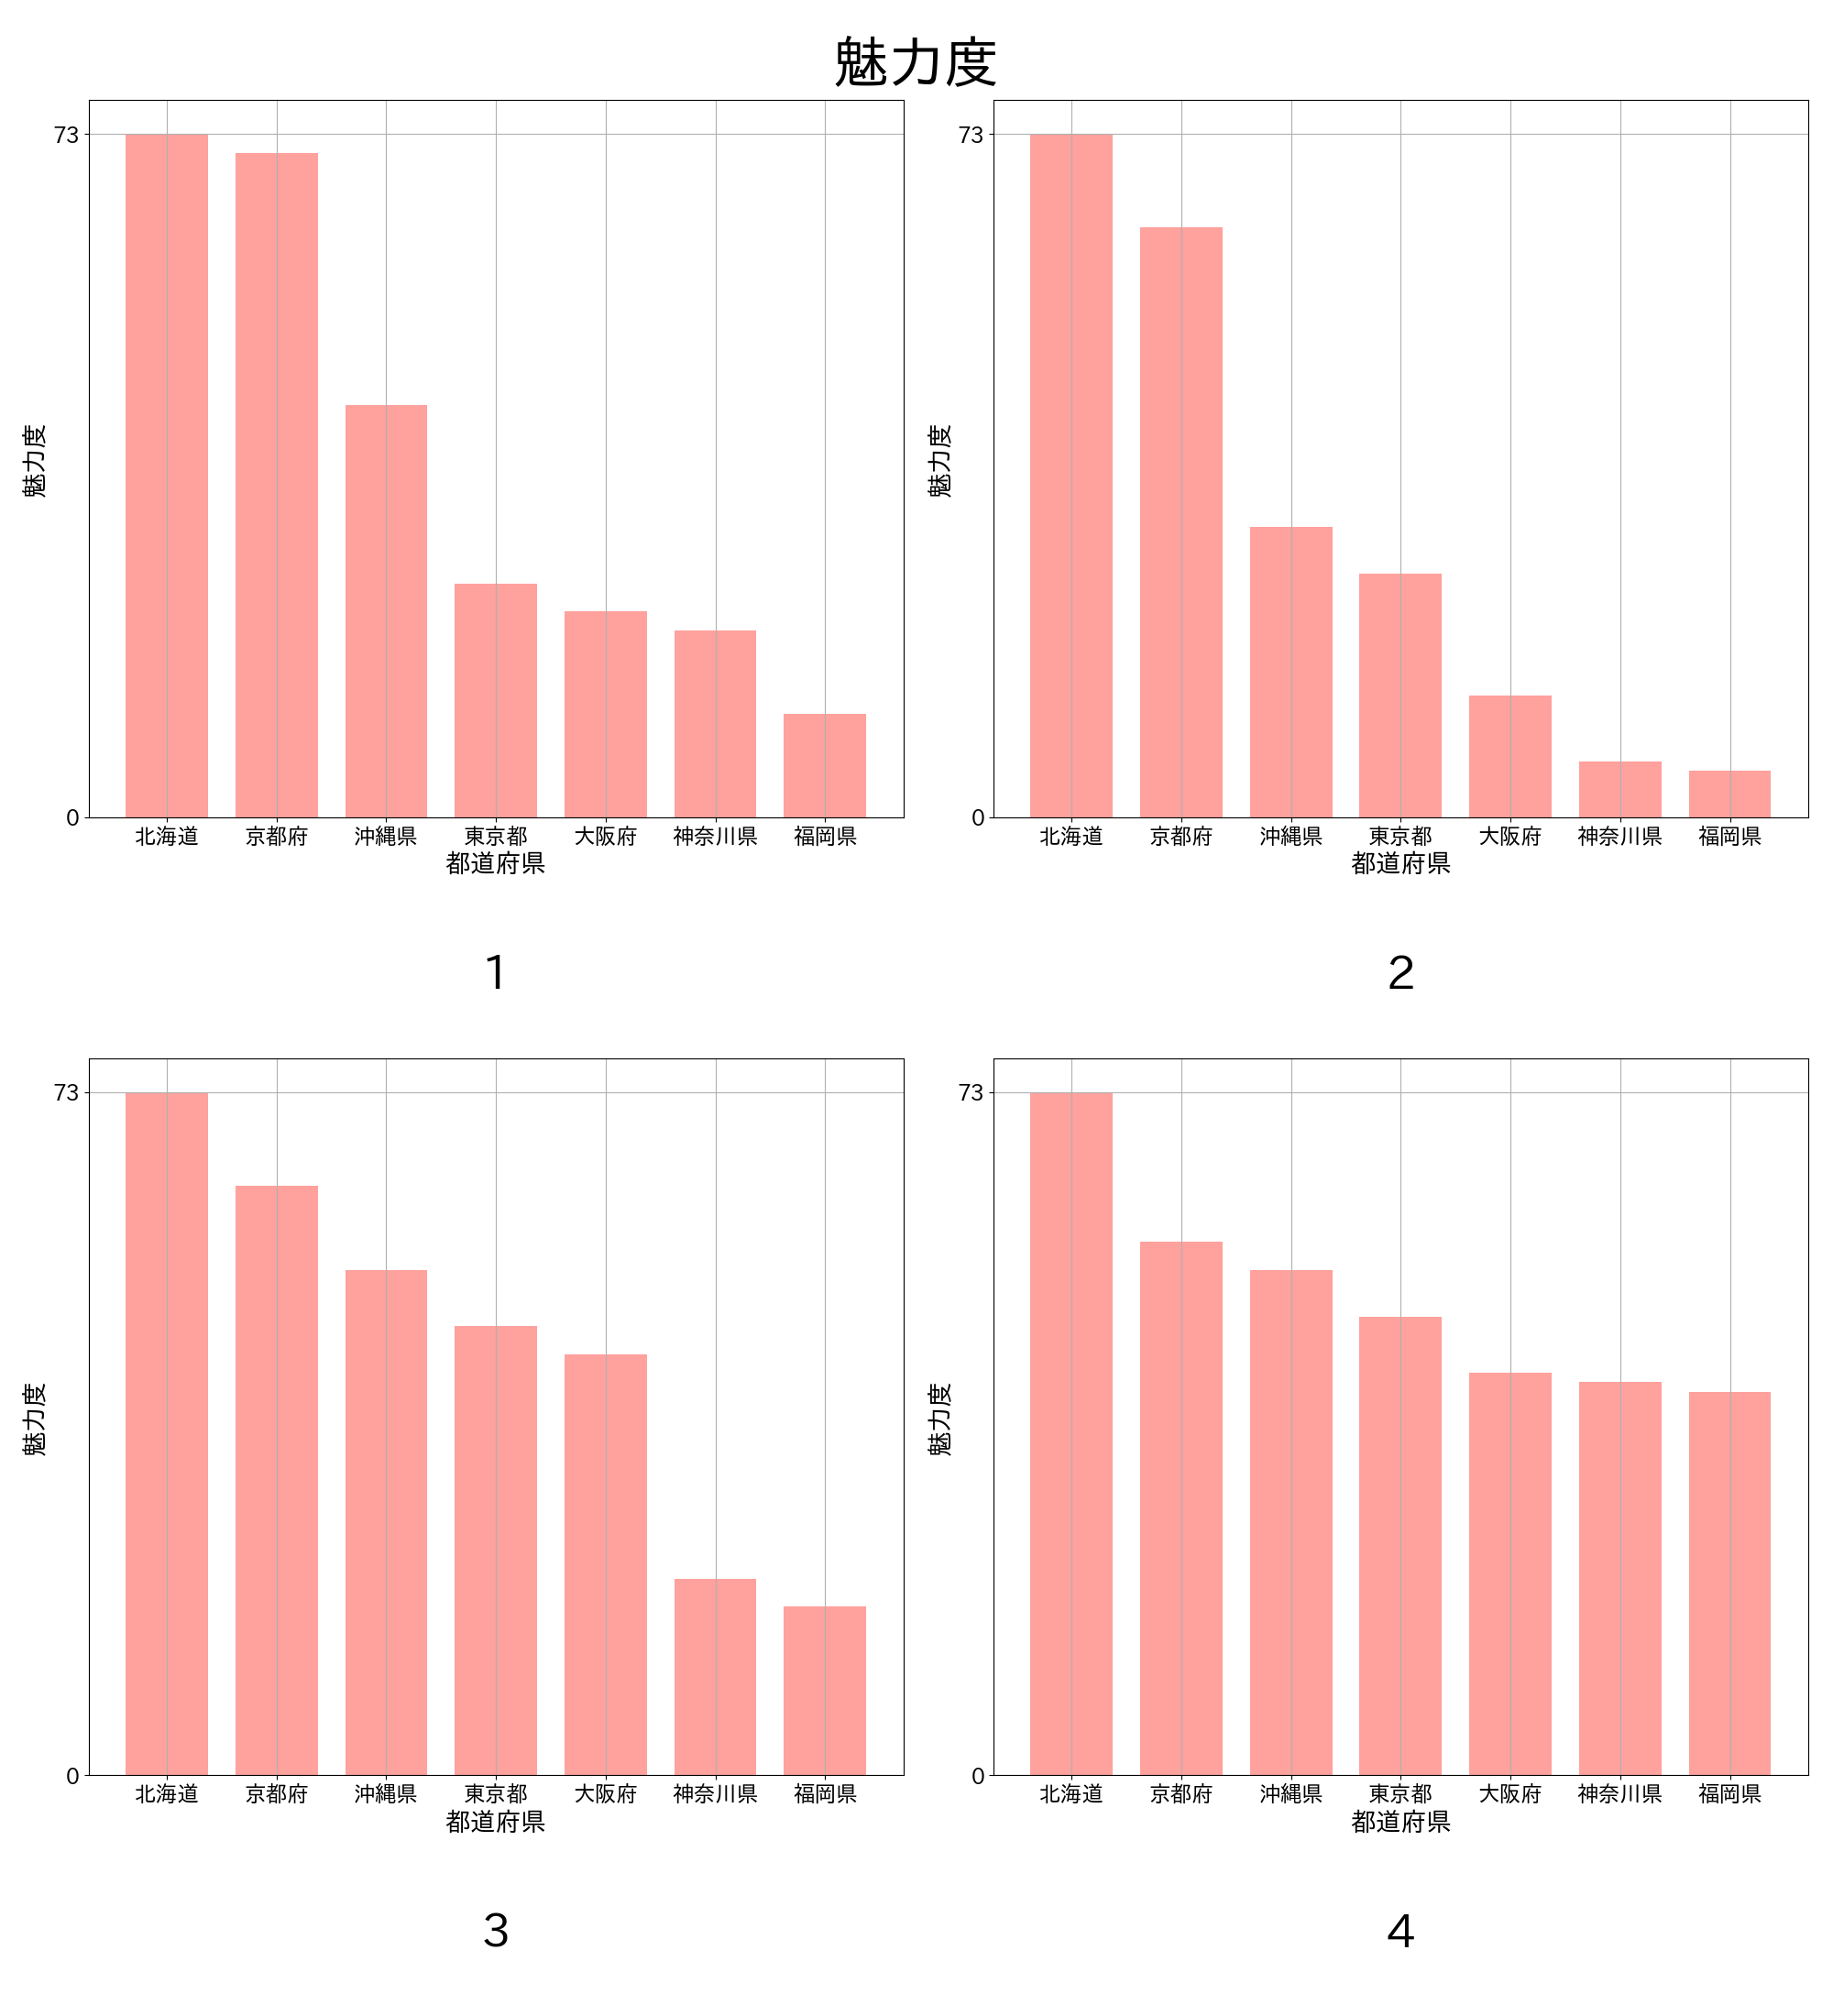 魅力度
73
0
魅力度
北海道 京都府 沖縄県 東京都 大阪府 神奈川県 福岡県
都道府県
1
73
0
魅力度
北海道 京都府 沖縄県 東京都 大阪府 神奈川県 福岡県
都道府県
2
73
0
魅力度
北海道 京都府 沖縄県 東京都 大阪府 神奈川県 福岡県
都道府県
3
73
0
魅力度
北海道 京都府 沖縄県 東京都 大阪府 神奈川県 福岡県
都道府県
4